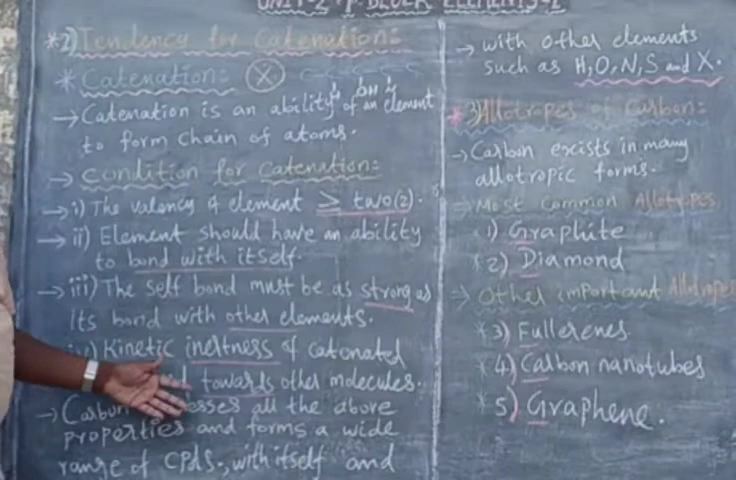 UNIT-2 P-BLOCK ELEMENTS-I
*2) Tendency for Catenation:
* Catenation: X
→ Catenation is an ability of an element
to form chain of atoms.
→ Condition for Catenation:
→ i) The valency of element ≥ two(2).
→ ii) Element should have an ability
to bond with itself.
→ iii) The self bond must be as strong as
its bond with other elements.
Kinetic inertness of catenated
towards other molecules.
→ Carbon all the above
properties and forms a wide
range of CPdS., with itself and
→ with other elements
such as H, O, N, S and X.
*3) Allotropes of Carbon:
→ Carbon exists in many
allotropic forms.
→ Most common Allotropes
*1) Graphite
*2) Diamond
→ Other important Allotropes
*3) Fullerenes.
*4) Carbon nanotubes
*5) Graphene.